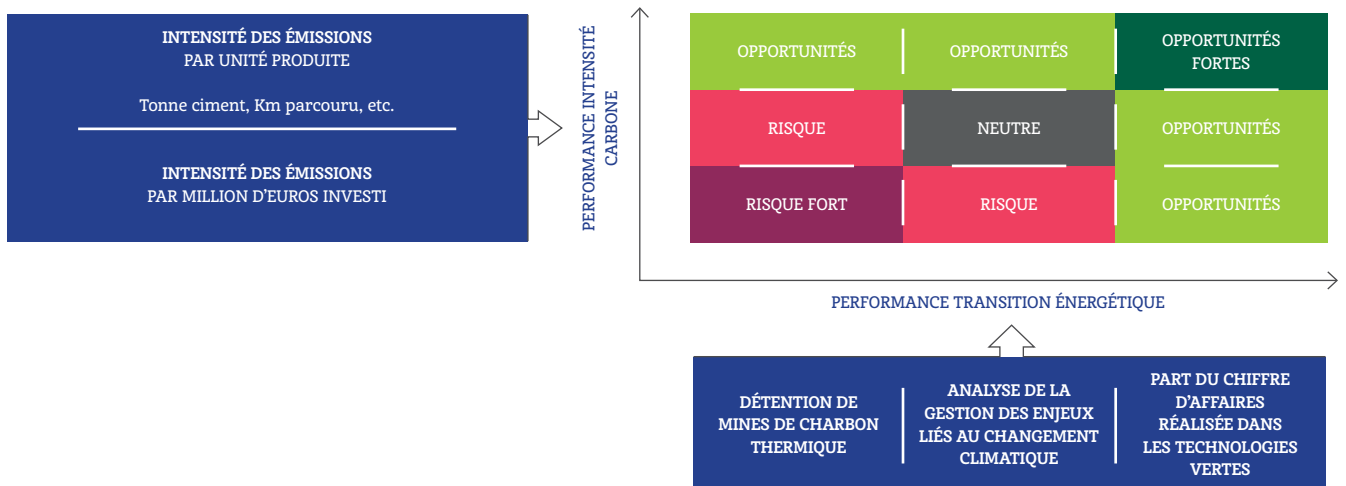 INTENSITÉ DES ÉMISSIONS
PAR UNITÉ PRODUITE
Tonne ciment, Km parcouru, etc.
INTENSITÉ DES ÉMISSIONS
PAR MILLION D'EUROS INVESTI
PERFORMANCE INTENSITÉ
CARBONE
OPPORTUNITÉS
OPPORTUNITÉS
OPPORTUNITÉS
FORTES
RISQUE
NEUTRE
OPPORTUNITÉS
RISQUE FORT
RISQUE
OPPORTUNITÉS
PERFORMANCE TRANSITION ÉNERGÉTIQUE
DÉTENTION DE
MINES DE CHARBON
THERMIQUE
ANALYSE DE LA
GESTION DES ENJEUX
LIÉS AU CHANGEMENT
CLIMATIQUE
PART DU CHIFFRE
D'AFFAIRES
RÉALISÉE DANS
LES TECHNOLOGIES
VERTES